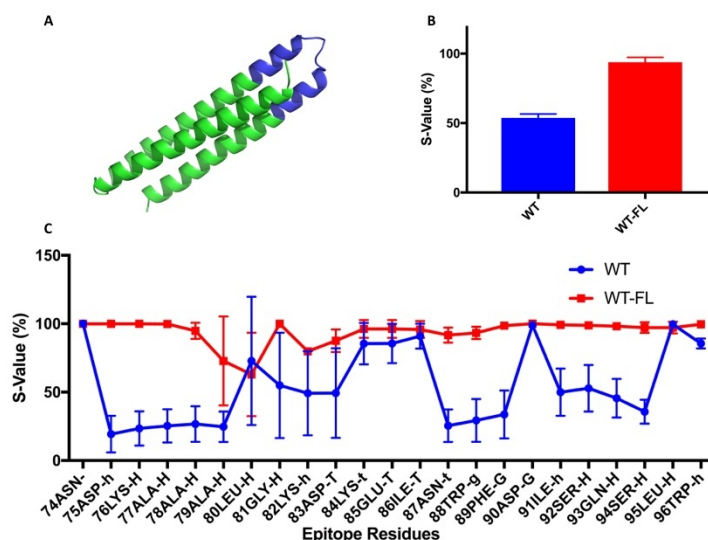 A
B
S-Value (%)
100
50
0
WT
WT-FL
C
S-Value (%)
150
100
50
0
WT
WT-FL
74ASN-
75ASP-h
76LYS-H
77ALA-H
78ALA-H
79ALA-H
80LEU-H
81GLY-H
82LYS-h
83ASP-T
84LYS-t
85GLU-T
86ILE-T
87ASN-t
88TRP-g
89PHE-G
90ASP-G
91ILE-h
92SER-H
93GLN-H
94SER-H
95LEU-H
96TRP-h
Epitope Residues